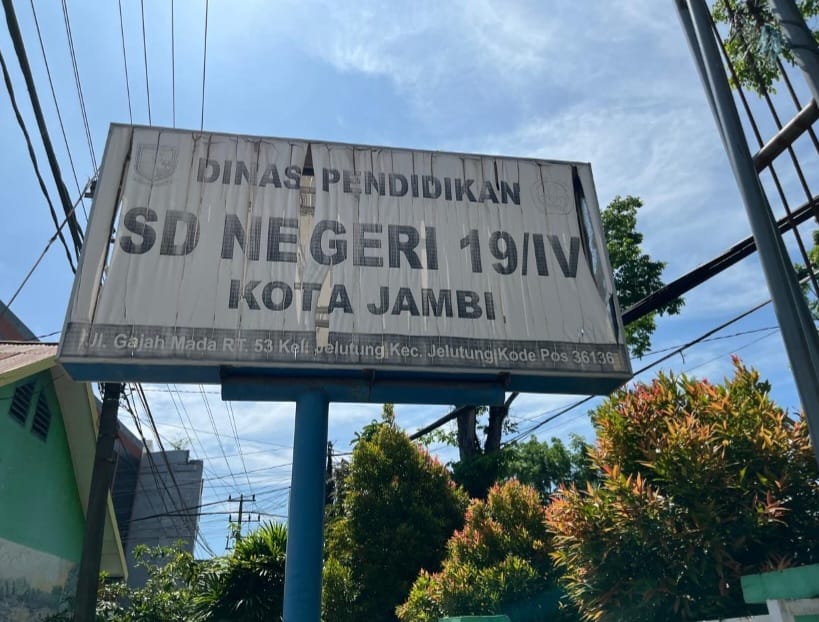 DINAS PENDIDIKAN
SD NEGERI 19/IV
KOTA JAMBI
Jl. Gajah Mada RT. 53 Kel. Jelutung Kec. Jelutung Kode Pos 36136